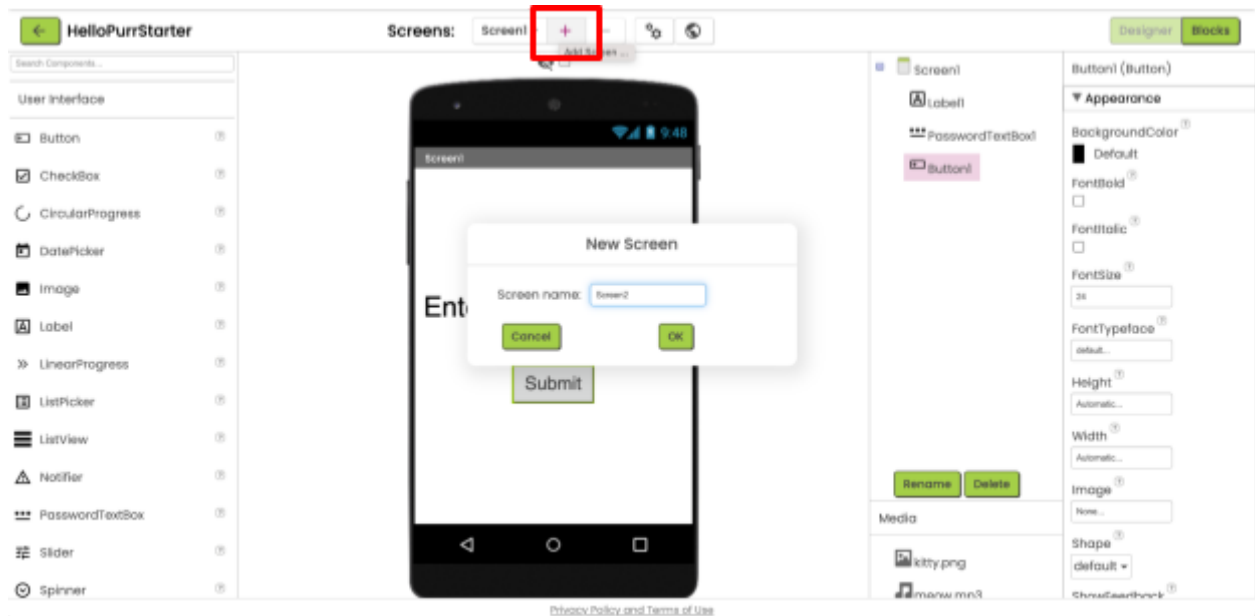 HelloPurrStarter
Screens:
Screen1
+
Add Screen ...
Designer
Blocks
Search Components...
User Interface
Button
CheckBox
CircularProgress
DatePicker
Image
Label
LinearProgress
ListPicker
ListView
Notifier
PasswordTextBox
Slider
Spinner
9:48
Screen1
Ent
Submit
New Screen
Screen name:
Screen2
Cancel
OK
Screen1
Label1
PasswordTextBox1
Button1
Rename
Delete
Media
kitty.png
meow.mp3
Button1 (Button)
Appearance
BackgroundColor
Default
FontBold
FontItalic
FontSize
24
FontTypeface
default...
Height
Automatic...
Width
Automatic...
Image
None...
Shape
default
ShowFeedback
Privacy Policy and Terms of Use